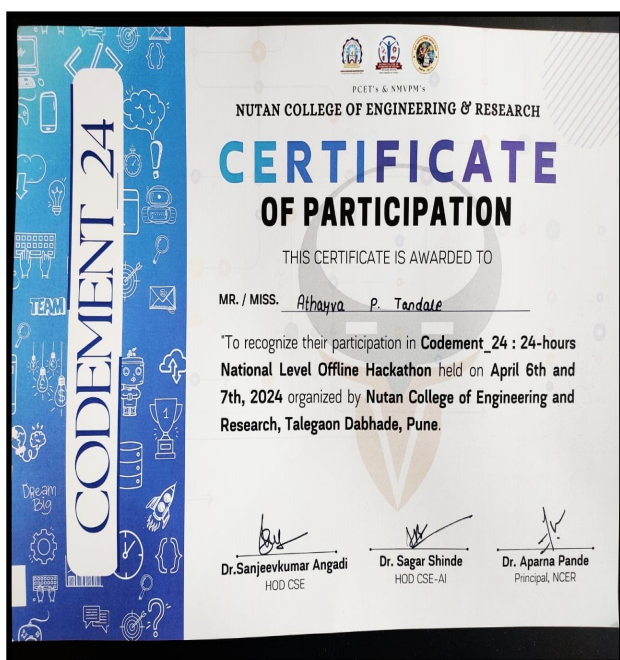 PCET's & NMVPM's
NUTAN COLLEGE OF ENGINEERING & RESEARCH
CERTIFICATE
OF PARTICIPATION
THIS CERTIFICATE IS AWARDED TO
MR. / MISS. Athayva P. Tandale
"To recognize their participation in Codement_24 : 24-hours
National Level Offline Hackathon held on April 6th and
7th, 2024 organized by Nutan College of Engineering and
Research, Talegaon Dabhade, Pune.
Dr.Sanjeevkumar Angadi
HOD CSE
Dr. Sagar Shinde
HOD CSE-AI
Dr. Aparna Pande
Principal, NCER
CODEMENT_24
TEAM
1
Dream
Big